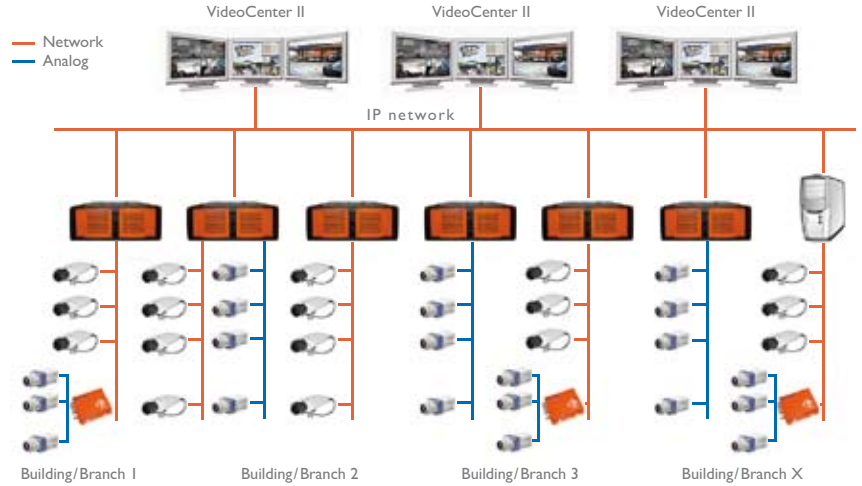 VideoCenter II
VideoCenter II
VideoCenter II
Network
Analog
IP network
Building/Branch 1
Building/Branch 2
Building/Branch 3
Building/Branch X